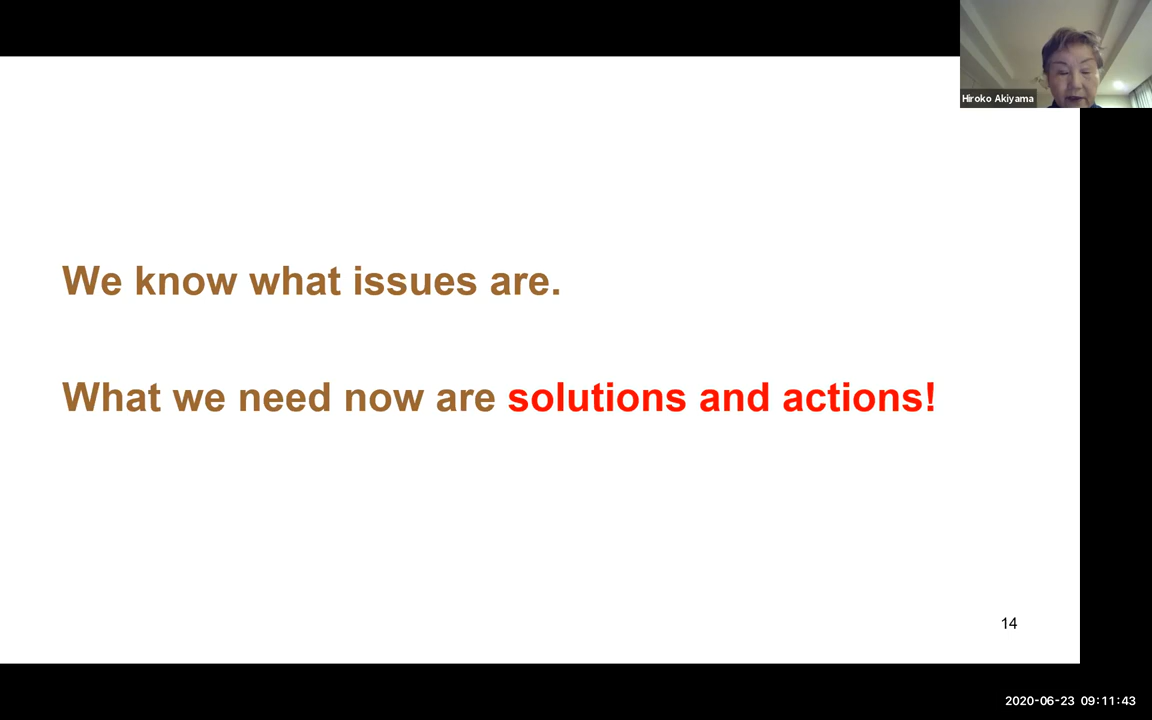 Hiroko Akiyama
We know what issues are.
What we need now are solutions and actions!
14
2020-06-23 09:11:43